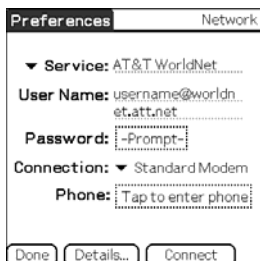 Preferences Network
Service: AT&T WorldNet
User Name: username@worldn
et.att.net
Password: -Prompt-
Connection: Standard Modem
Phone: Tap to enter phone
Done Details... Connect